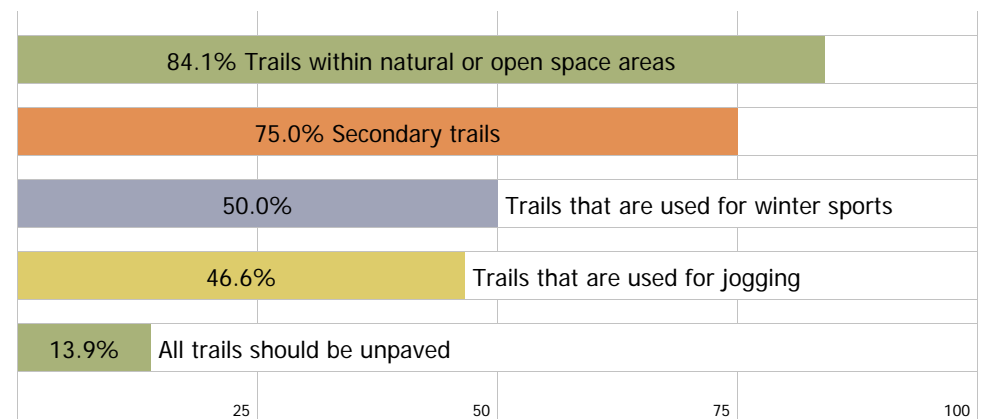 84.1% Trails within natural or open space areas
75.0% Secondary trails
50.0% Trails that are used for winter sports
46.6% Trails that are used for jogging
13.9% All trails should be unpaved
25 50 75 100